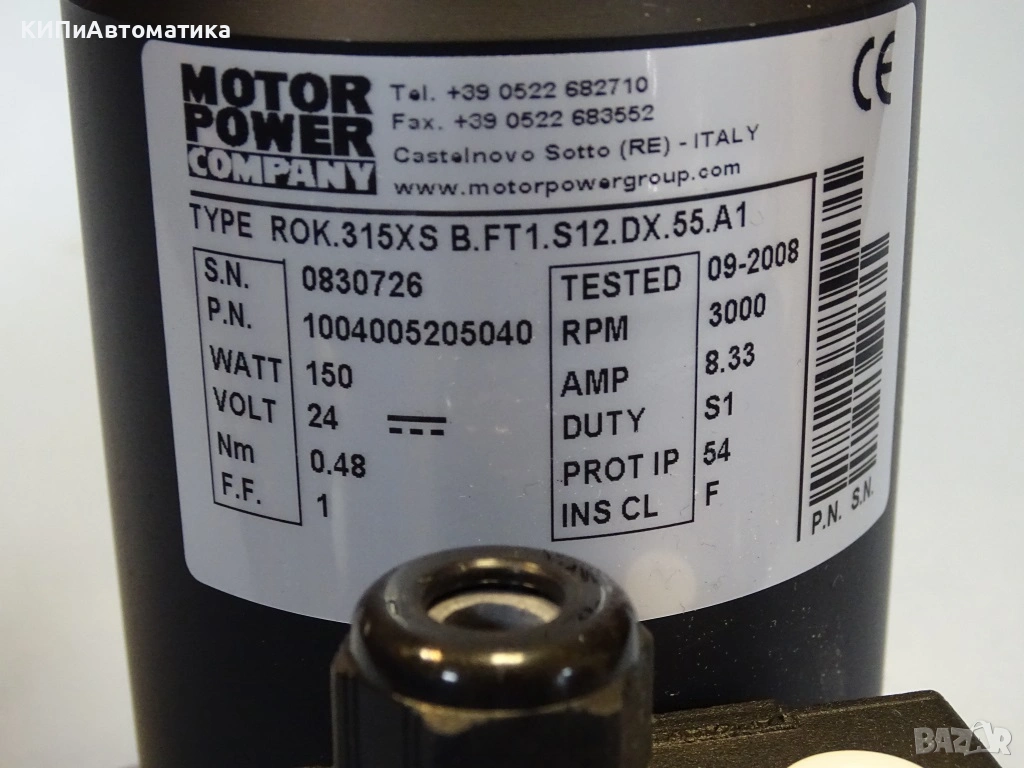 КИПиАвтоматика
MOTOR
POWER
COMPANY
Tel. +39 0522 682710
Fax. +39 0522 683552
Castelnovo Sotto (RE) - ITALY
www.motorpowergroup.com
CE
TYPE ROK.315XS B.FT1.S12.DX.55.A1
S.N. 0830726
P.N. 1004005205040
WATT 150
VOLT 24
Nm 0.48
F.F. 1
TESTED 09-2008
RPM 3000
AMP 8.33
DUTY S1
PROT IP 54
INS CL F
P.N. S.N.
BAZAR